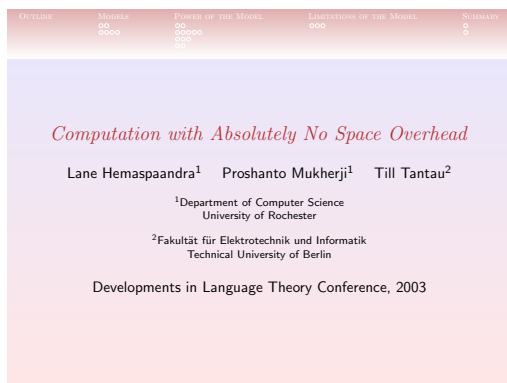 Outline Models Power of the Model Limitations of the Model Summary
Computation with Absolutely No Space Overhead
Lane Hemaspaandra¹ Proshanto Mukherji¹ Till Tantau²
¹Department of Computer Science
University of Rochester
²Fakultät für Elektrotechnik und Informatik
Technical University of Berlin
Developments in Language Theory Conference, 2003